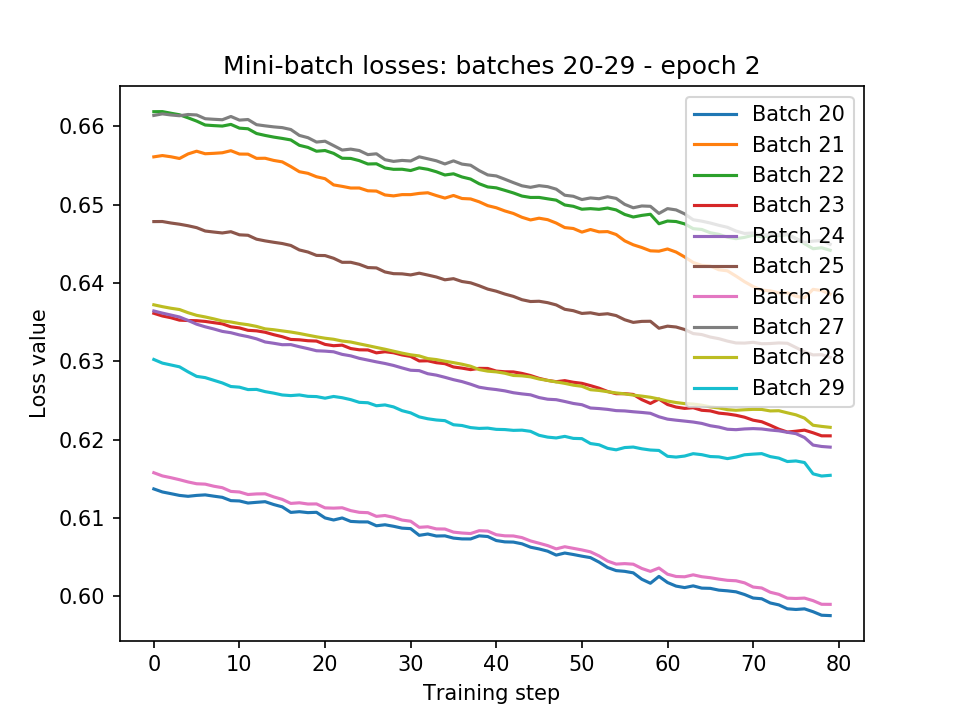 Mini-batch losses: batches 20-29 - epoch 2
Loss value
0.66
0.65
0.64
0.63
0.62
0.61
0.60
Batch 20
Batch 21
Batch 22
Batch 23
Batch 24
Batch 25
Batch 26
Batch 27
Batch 28
Batch 29
0 10 20 30 40 50 60 70 80
Training step